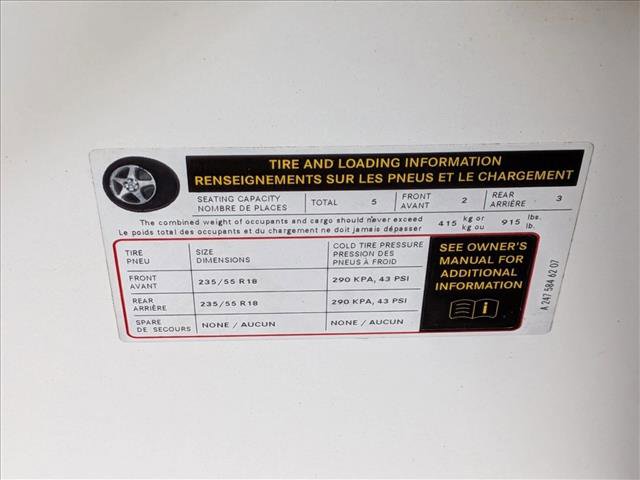 TIRE AND LOADING INFORMATION
RENSEIGNEMENTS SUR LES PNEUS ET LE CHARGEMENT
SEATING CAPACITY
NOMBRE DE PLACES
TOTAL 5
FRONT
AVANT
2
REAR
ARRIÈRE
3
The combined weight of occupants and cargo should never exceed
Le poids total des occupants et du chargement ne doit jamais dépasser
415 kg or
kg ou
915 lbs.
lb.
TIRE
PNEU
SIZE
DIMENSIONS
COLD TIRE PRESSURE
PRESSION DES
PNEUS À FROID
FRONT
AVANT
235/55 R18
290 KPA, 43 PSI
REAR
ARRIÈRE
235/55 R18
290 KPA, 43 PSI
SPARE
DE SECOURS
NONE / AUCUN
NONE / AUCUN
SEE OWNER'S
MANUAL FOR
ADDITIONAL
INFORMATION
A 247 584 62 07